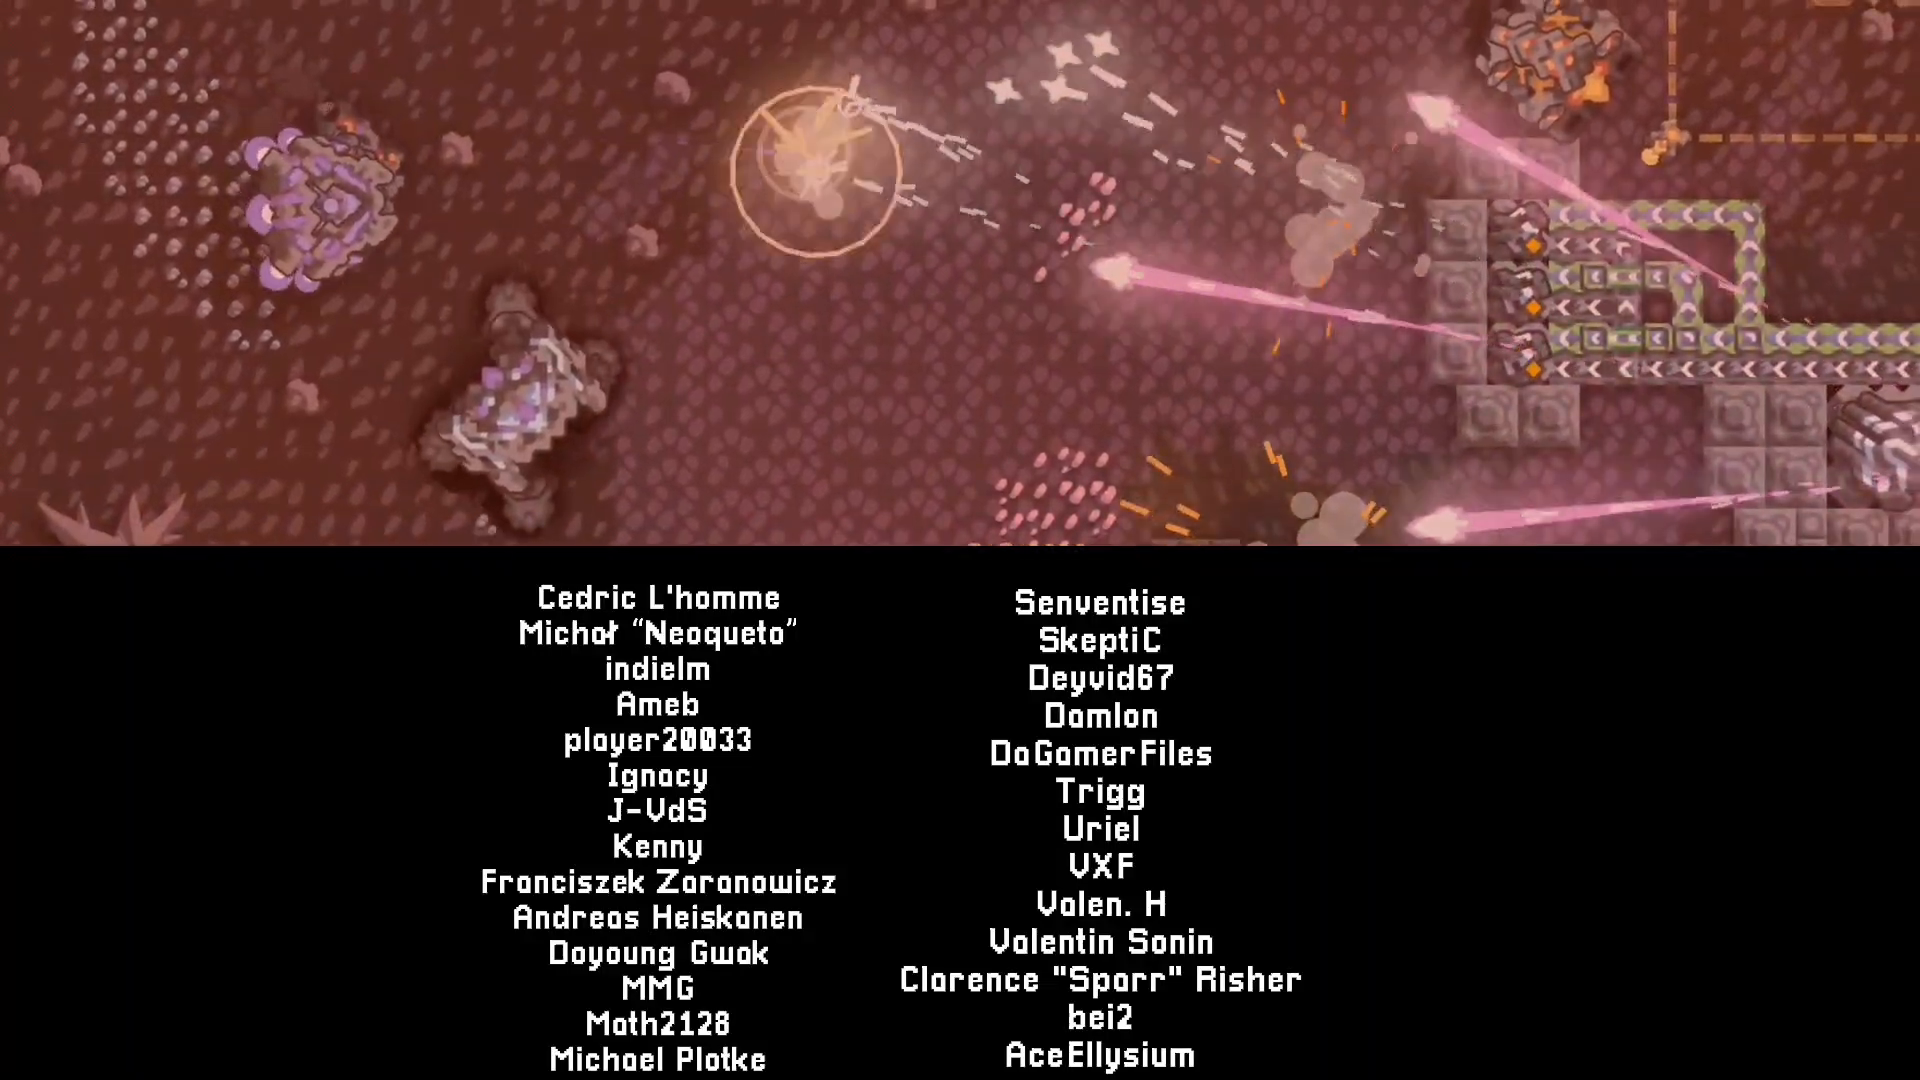 Cedric L'homme
Michał “Neoqueto”
indielm
Ameb
player20033
Ignacy
J-VdS
Kenny
Franciszek Zaranowicz
Andreas Heiskanen
Doyoung Gwak
MMG
Math2128
Michael Plotke
Senventise
SkeptiC
Deyvid67
Damlon
DaGamerFiles
Trigg
Uriel
VXF
Valen. H
Valentin Sonin
Clarence "Sparr" Risher
bei2
AceEllysium